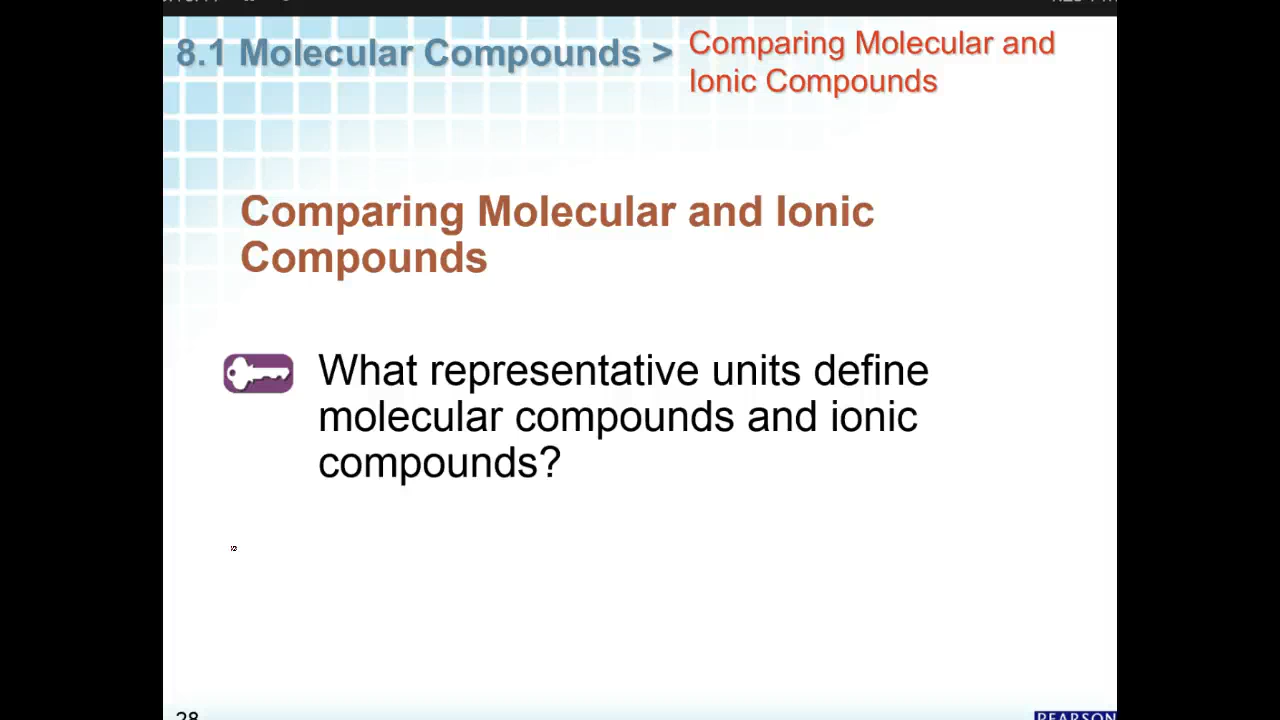 8.1 Molecular Compounds >
Comparing Molecular and
Ionic Compounds
Comparing Molecular and Ionic
Compounds
What representative units define
molecular compounds and ionic
compounds?
28
PEARSON